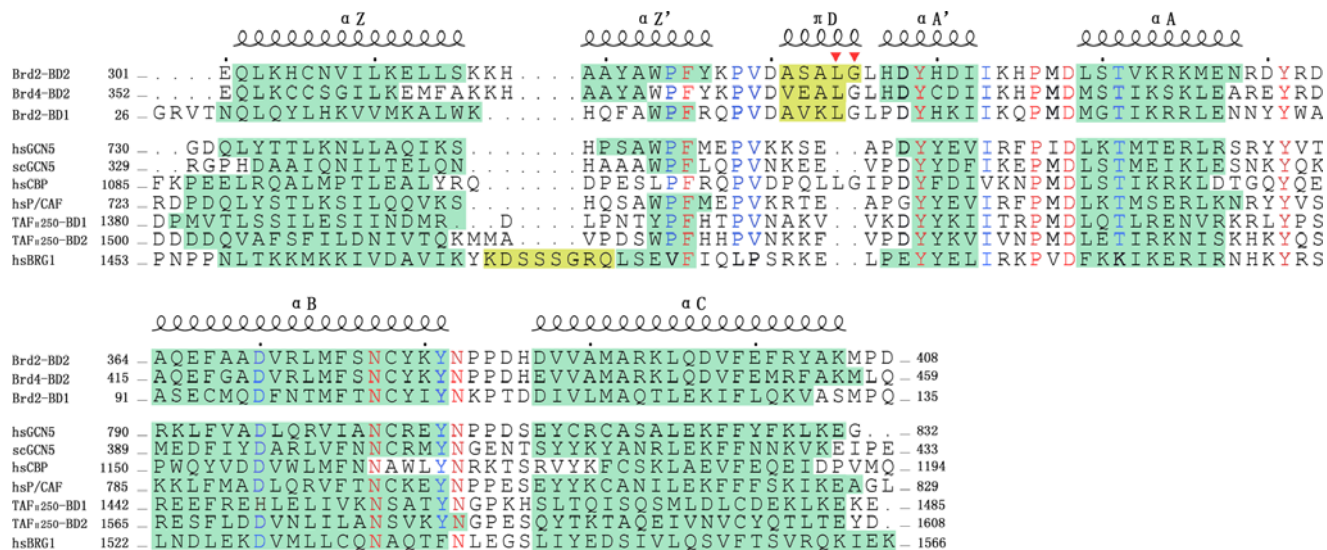 αZ αZ' πD αA' αA
Brd2-BD2 301 ....EQLKHCNVILKELLSKKH.....AAYAWPFYKPVDASALGLHDYHDIIKHPMDLSTVKRKMENRDYRD
Brd4-BD2 352 ....EQLKCCSGILKEMFAKKH.....AAYAWPFYKPVDVEALGLHDYCDIIKHPMDMSTIKSKLEAREYRD
Brd2-BD1 26 GRVTNQLQYLHKVVMKALWK......HQFAWPFRQPVDAVKLGLPDYHKIIKQPMDMGTIKRRLENNYYWA
hsGCN5 730 ..GDQLYTTLKNLLAQIKS.......HPSAWPFMEPVKKSE..APDYYEVIRFPIDLKTMTERLRSRYYVT
scGCN5 329 ..RGPHDAAIQNILTELQN.......HAAAWPFLQPVNKEE..VPDYYDFIKEPMDLSTMEIKLESNKYQK
hsCBP 1085 FKPEELRQALMPTLEALYRQ......DPESLPFRQPVDPQLLGIPDYFDIVKNPMDLSTIKRKLDTGQYQE
hsP/CAF 723 RDPDQLYSTLKSILQQVKS.......HQSAWPFMEPVKRTE..APGYYEVIRFPMDLKTMSERLKNRYYVS
TAFII250-BD1 1380 DPMVTLSSILESIINDMR...D....LPNTYPFHTPVNAKV..VKDYYKIITRPMDLQTLRENVRKRLYPS
TAFII250-BD2 1500 DDDDQVAFSFILDNIVTQKMMA....VPDSWPFHHPVNKKF..VPDYYKVIVNPMDLETIRKNISKHKYQS
hsBRG1 1453 PNPPNLTKKMKKIVDAVIKYKDSSSGRQLSEVFIQLPSRKE..LPEYYELIRKPVDFKKIKERIRNHKYRS
αB αC
Brd2-BD2 364 AQEFAADVRLMFSNCYKYNPPDHDVVAMARKLQDVFEFRYAKMPD 408
Brd4-BD2 415 AQEFGADVRLMFSNCYKYNPPDHEVVAMARKLQDVFEMRFAKMLQ 459
Brd2-BD1 91 ASECMQDFNTMFTNCYIYNKPTDDIVLMAQTLEKIFLQKVASMPQ 135
hsGCN5 790 RKLFVADLQRVIANCREYNPPDSEYCRCASALEKFFYFKLKEG.. 832
scGCN5 389 MEDFIYDARLVFNNCRMYNGENTSYYKYANRLEKFFNNKVKEIPE 433
hsCBP 1150 PWQYVDDVWLMFNNAWLYNRKTSRVYKFCSKLAEVFEQEIDPVMQ 1194
hsP/CAF 785 KKLFMADLQRVFTNCKEYNPPESEYYKCANILEKFFFSKIKEAGL 829
TAFII250-BD1 1442 REEFREHLELIVKNSATYNGPKHSLTQISQSMLDLCDEKLKEKE. 1485
TAFII250-BD2 1565 RESFLDDVNLILANSVKYNGPESQYTKTAQEIVNVCYQTLTEYD. 1608
hsBRG1 1522 LNDLEKDVMLLCQNAQTFNLEGSLIYEDSIVLQSVFTSVRQKIEK 1566